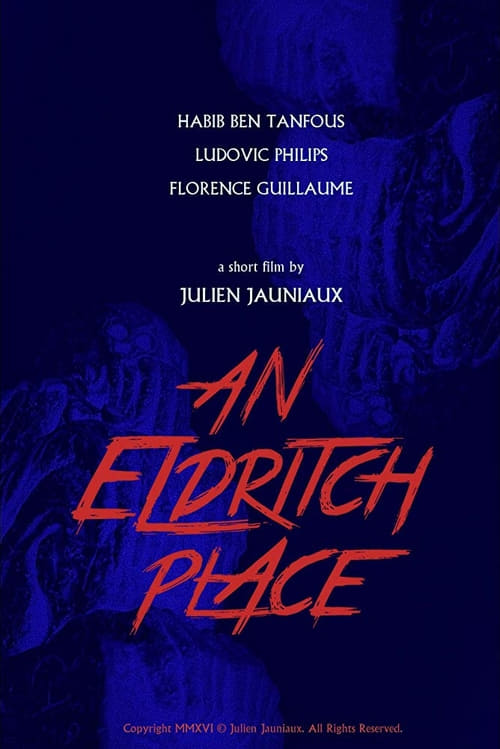 HABIB BEN TANFOUS
LUDOVIC PHILIPS
FLORENCE GUILLAUME
a short film by
JULIEN JAUNIAUX
AN
ELDRITCH
PLACE
Copyright MMXVI © Julien Jauniaux. All Rights Reserved.